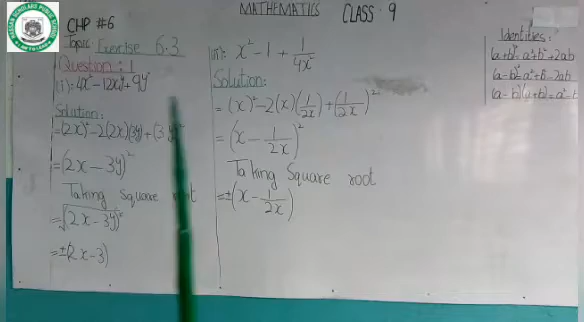 MATHEMATICS CLASS: 9
CHP #6
Topic Exercise 6.3
Question: 1
(i): 4x² - 12xy + 9y²
Solution:
= (2x)² - 2(2x)(3y) + (3y)²
= (2x - 3y)²
Taking Square root
= √(2x - 3y)²
= ±(2x - 3)
(ii): x² - 1 + 1/4x²
Solution:
= (x)² - 2(x)(1/2x) + (1/2x)²
= (x - 1/2x)²
Taking Square root
= ±(x - 1/2x)
Identities:
(a+b)² = a² + b² + 2ab
(a-b)² = a² + b² - 2ab
(a-b)(a+b) = a² - b